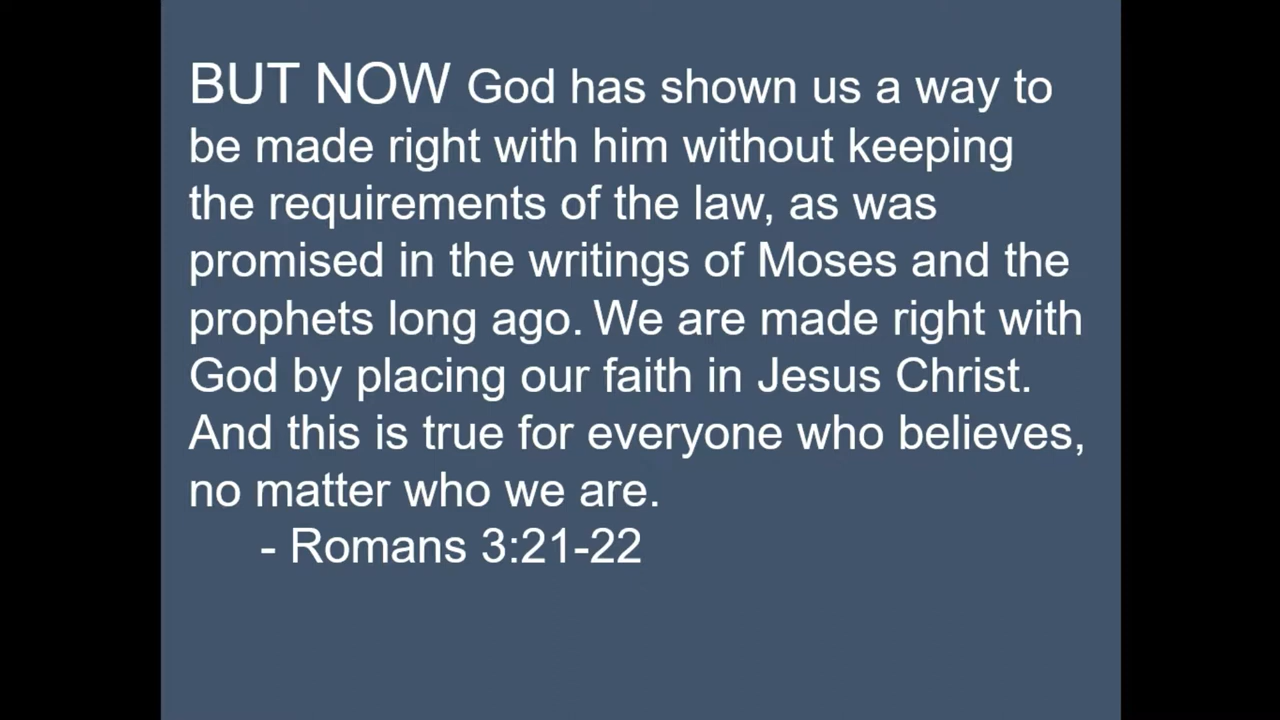 BUT NOW God has shown us a way to
be made right with him without keeping
the requirements of the law, as was
promised in the writings of Moses and the
prophets long ago. We are made right with
God by placing our faith in Jesus Christ.
And this is true for everyone who believes,
no matter who we are.
- Romans 3:21-22